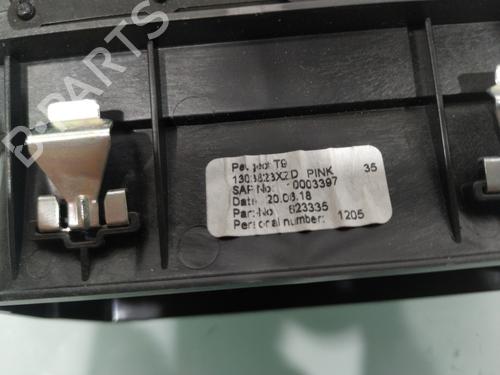 B-PARTS
Peugeot T9
1303823XZD PINK 35
SAP No: 10003397
Date: 20.06.18
Part-No 623335
Personal number: 1205